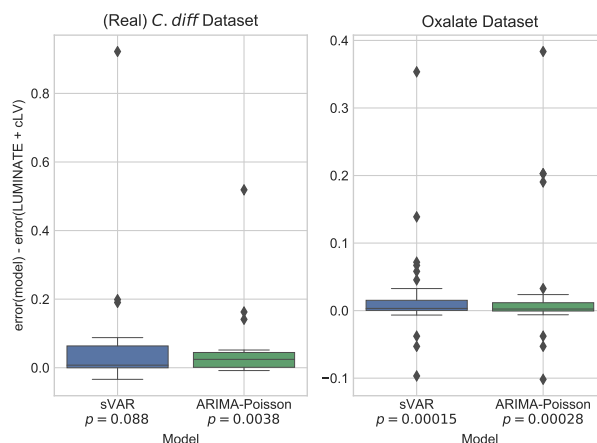 (Real) C. diff Dataset
error(model) - error(LUMINATE + cLV)
0.8
0.6
0.4
0.2
0.0
sVAR
p = 0.088
ARIMA-Poisson
p = 0.0038
Model
Oxalate Dataset
0.4
0.3
0.2
0.1
0.0
−0.1
sVAR
p = 0.00015
ARIMA-Poisson
p = 0.00028
Model